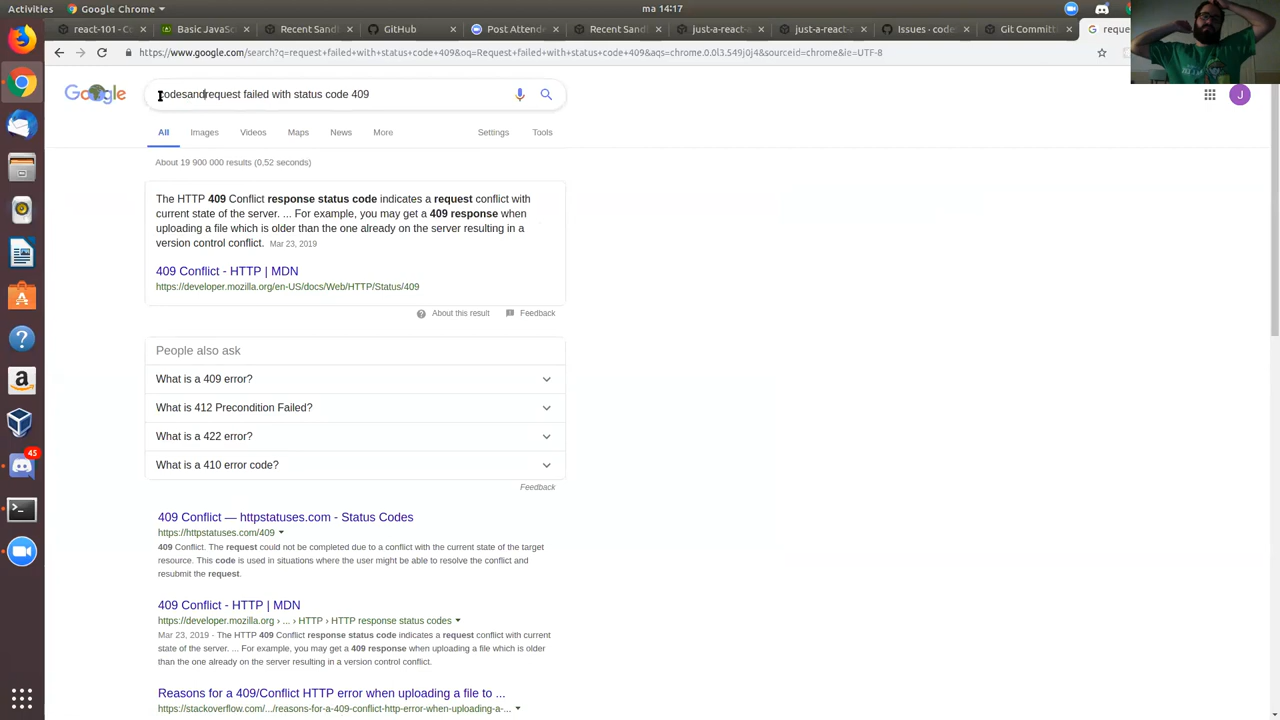 Activities
Google Chrome
ma 14:17
react-101 - C
Basic JavaS
Recent Sandi
GitHub
Post Attende
Recent Sandi
just-a-react-
just-a-react-
Issues · code
Git Committi
reque
https://www.google.com/search?q=request+failed+with+status+code+409&oq=Request+failed+with+status+code+409&aqs=chrome.0.0l3.549j0j4&sourceid=chrome&ie=UTF-8
codesandrequest failed with status code 409
J
All Images Videos Maps News More Settings Tools
About 19 900 000 results (0,52 seconds)
The HTTP 409 Conflict response status code indicates a request conflict with
current state of the server. ... For example, you may get a 409 response when
uploading a file which is older than the one already on the server resulting in a
version control conflict. Mar 23, 2019
409 Conflict - HTTP | MDN
https://developer.mozilla.org/en-US/docs/Web/HTTP/Status/409
About this result Feedback
People also ask
What is a 409 error?
What is 412 Precondition Failed?
What is a 422 error?
What is a 410 error code?
Feedback
45
409 Conflict — httpstatuses.com - Status Codes
https://httpstatuses.com/409
409 Conflict. The request could not be completed due to a conflict with the current state of the target
resource. This code is used in situations where the user might be able to resolve the conflict and
resubmit the request.
409 Conflict - HTTP | MDN
https://developer.mozilla.org › ... › HTTP › HTTP response status codes
Mar 23, 2019 - The HTTP 409 Conflict response status code indicates a request conflict with current
state of the server. ... For example, you may get a 409 response when uploading a file which is older
than the one already on the server resulting in a version control conflict.
Reasons for a 409/Conflict HTTP error when uploading a file to ...
https://stackoverflow.com/.../reasons-for-a-409-conflict-http-error-when-uploading-a-...